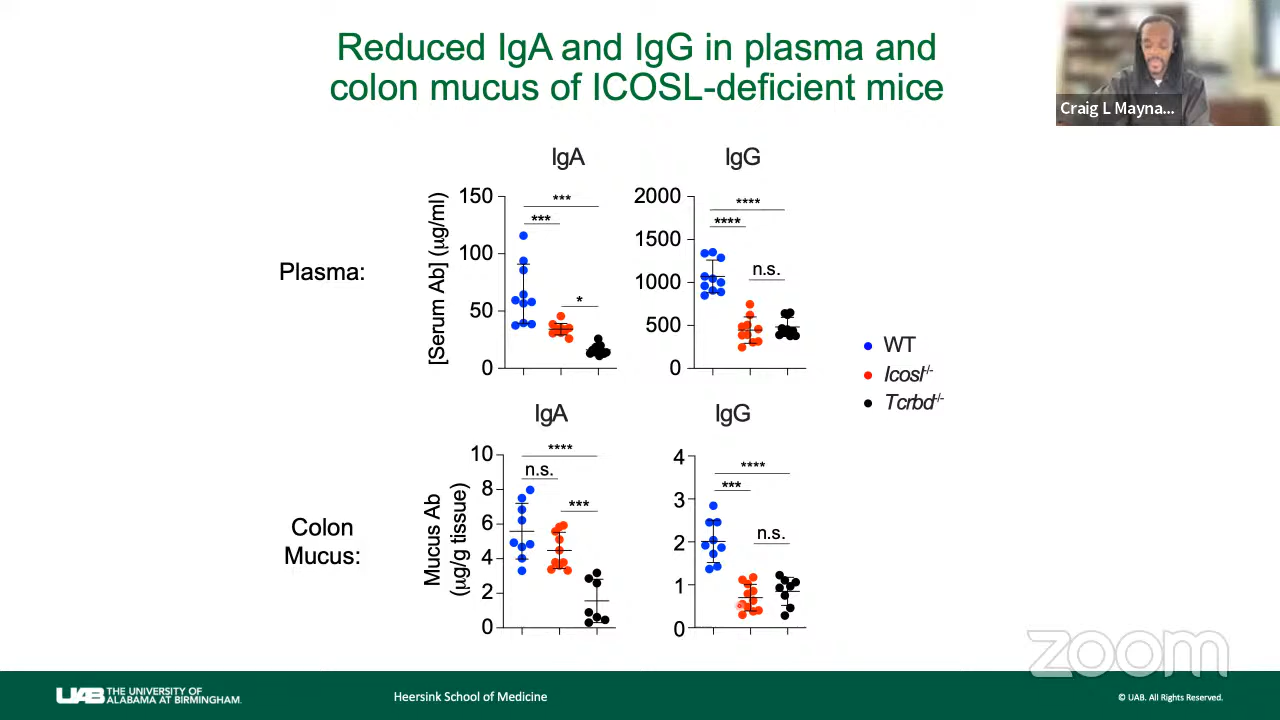 Reduced IgA and IgG in plasma and
colon mucus of ICOSL-deficient mice
Craig L Mayna...
IgA
IgG
Plasma:
[Serum Ab] (μg/ml)
150
100
50
0
***
***
*
2000
1500
1000
500
0
****
****
n.s.
WT
Icosl-/-
Tcrbd-/-
IgA
IgG
Colon
Mucus:
Mucus Ab
(μg/g tissue)
10
8
6
4
2
0
****
n.s.
***
4
3
2
1
0
****
***
n.s.
zoom
UAB THE UNIVERSITY OF
ALABAMA AT BIRMINGHAM.
Heersink School of Medicine
© UAB. All Rights Reserved.